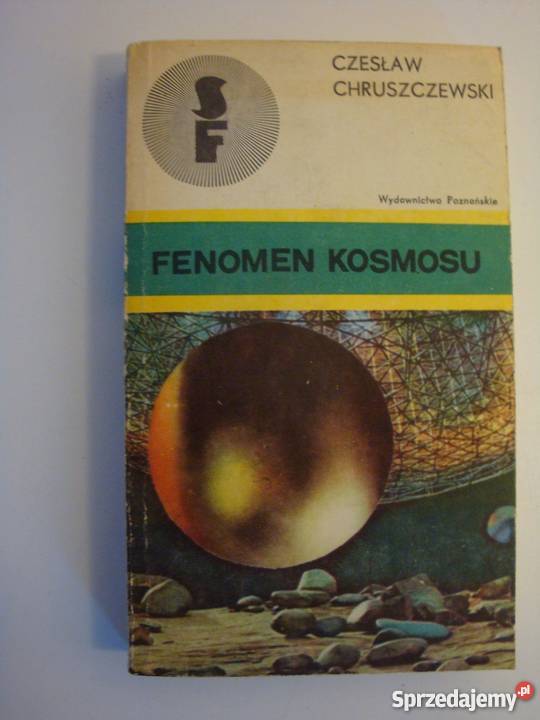 SF
CZESŁAW
CHRUSZCZEWSKI
Wydawnictwo Poznańskie
FENOMEN KOSMOSU
Sprzedajemy.pl